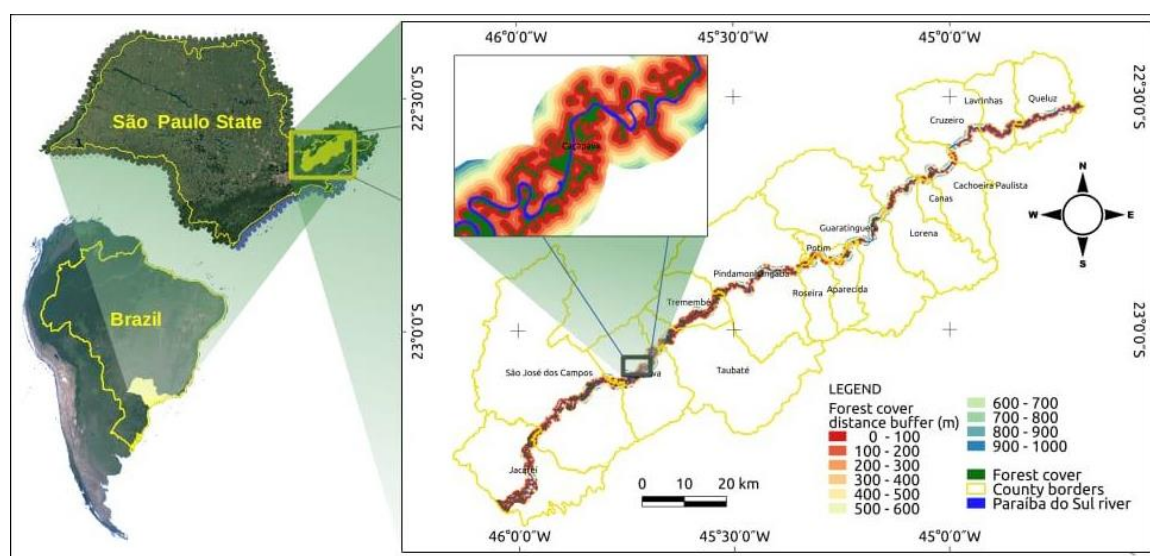 São Paulo State
Brazil
46°0'0"W
45°30'0"W
45°0'0"W
22°30'0"S
22°30'0"S
Caçapava
Lavrinhas
Queluz
Cruzeiro
Cachoeira Paulista
Canas
Guaratinguetá
Lorena
Potim
Pindamonhangaba
Roseira
Aparecida
Tremembé
23°0'0"S
23°0'0"S
São José dos Campos
Taubaté
Jacareí
N
W
E
S
LEGEND
Forest cover
distance buffer (m)
0 - 100
100 - 200
200 - 300
300 - 400
400 - 500
500 - 600
600 - 700
700 - 800
800 - 900
900 - 1000
Forest cover
County borders
Paraíba do Sul river
0 10 20 km
46°0'0"W
45°30'0"W
45°0'0"W